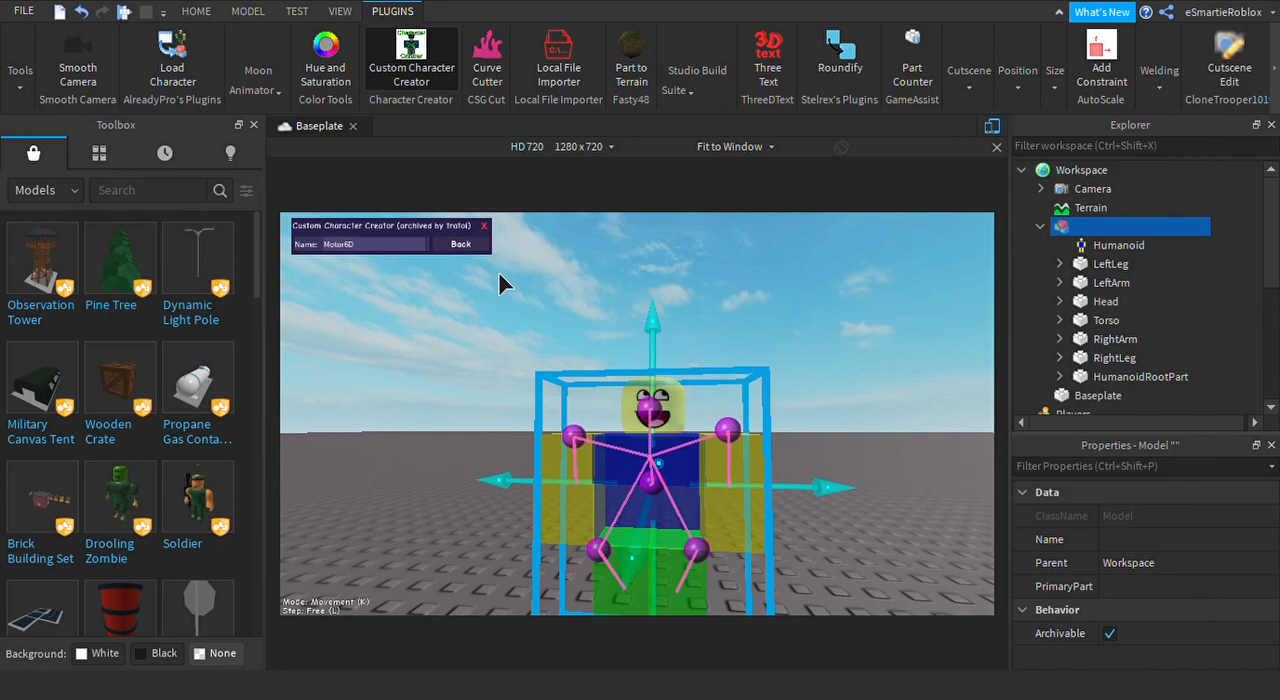 FILE HOME MODEL TEST VIEW PLUGINS What's New eSmartieRoblox
Tools
Smooth Camera
Smooth Camera
Load Character
AlreadyPro's Plugins
Moon Animator
Hue and Saturation
Color Tools
Character
Creator
Custom Character Creator
Character Creator
Curve Cutter
CSG Cut
C:\...
Local File Importer
Local File Importer
Part to Terrain
Fasty48
Studio Build Suite
3D
text
Three Text
ThreeDText
Roundify
Stelrex's Plugins
Part Counter
GameAssist
Cutscene
Position
Size
Add Constraint
AutoScale
Welding
Cutscene Edit
CloneTrooper101
Toolbox
Baseplate
Explorer
HD720 1280 x 720 Fit to Window
Filter workspace (Ctrl+Shift+X)
Models Search
Observation Tower
Pine Tree
Dynamic Light Pole
Military Canvas Tent
Wooden Crate
Propane Gas Conta...
Brick Building Set
Drooling Zombie
Soldier
Background: White Black None
Custom Character Creator (archived by trafal) X
Name: Motor6D Back
Mode: Movement (K)
Step: Free (L)
Workspace
Camera
Terrain
Humanoid
LeftLeg
LeftArm
Head
Torso
RightArm
RightLeg
HumanoidRootPart
Baseplate
Players
Properties - Model ""
Filter Properties (Ctrl+Shift+P)
Data
ClassName Model
Name
Parent Workspace
PrimaryPart
Behavior
Archivable